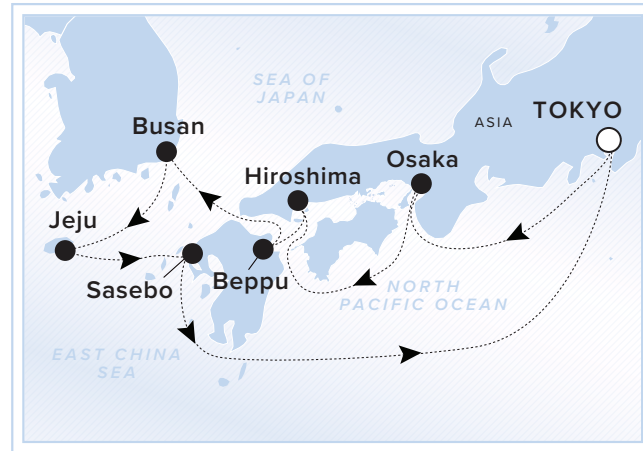 SEA OF
JAPAN
ASIA
TOKYO
Busan
Hiroshima
Osaka
Jeju
Sasebo
Beppu
NORTH
PACIFIC OCEAN
EAST CHINA
SEA